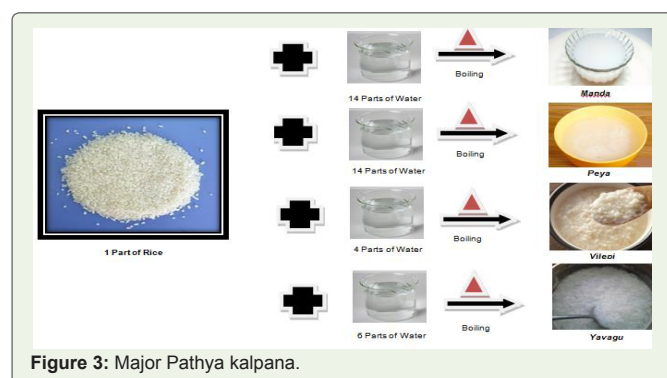 Boiling
14 Parts of Water
Manda
Boiling
14 Parts of Water
Peya
1 Part of Rice
Boiling
4 Parts of Water
Vilepi
Boiling
6 Parts of Water
Yavagu
Figure 3: Major Pathya kalpana.